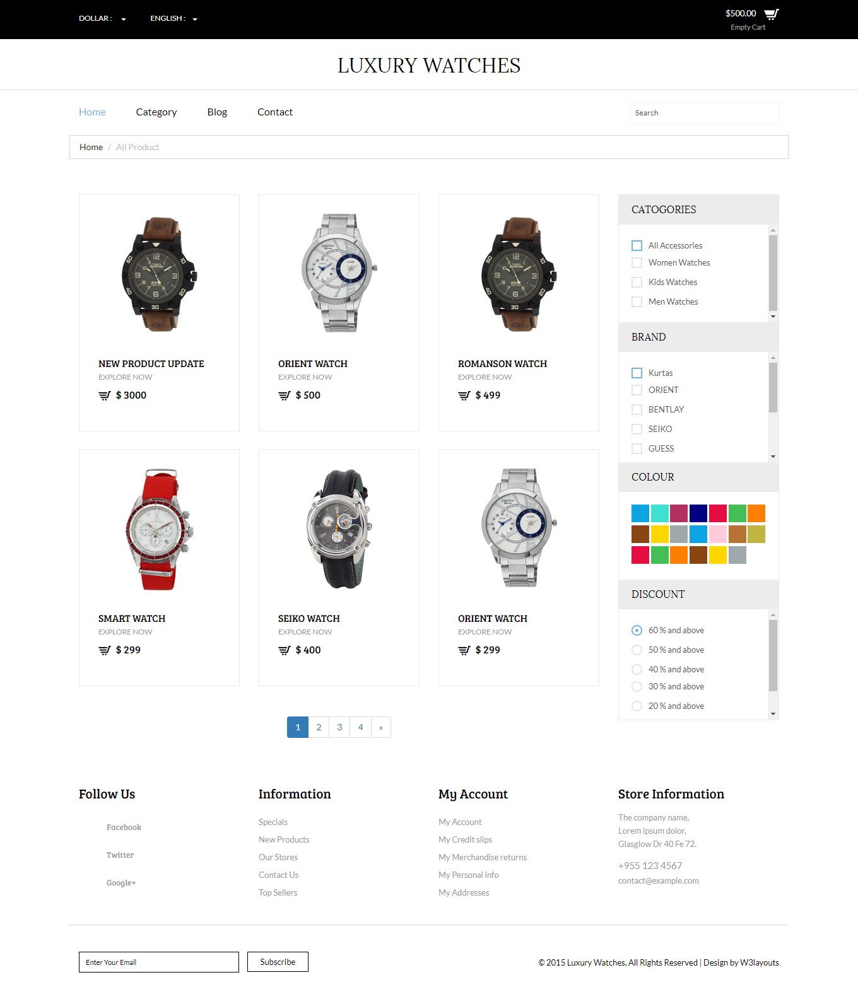 DOLLAR :
ENGLISH :
$500.00
Empty Cart
LUXURY WATCHES
Home
Category
Blog
Contact
Search
Home / All Product
NEW PRODUCT UPDATE
EXPLORE NOW
$ 3000
ORIENT WATCH
EXPLORE NOW
$ 500
ROMANSON WATCH
EXPLORE NOW
$ 499
SMART WATCH
EXPLORE NOW
$ 299
SEIKO WATCH
EXPLORE NOW
$ 400
ORIENT WATCH
EXPLORE NOW
$ 299
1 2 3 4 »
CATOGORIES
All Accessories
Women Watches
Kids Watches
Men Watches
BRAND
Kurtas
ORIENT
BENTLAY
SEIKO
GUESS
COLOUR
DISCOUNT
60 % and above
50 % and above
40 % and above
30 % and above
20 % and above
Follow Us
Facebook
Twitter
Google+
Information
Specials
New Products
Our Stores
Contact Us
Top Sellers
My Account
My Account
My Credit slips
My Merchandise returns
My Personal info
My Addresses
Store Information
The company name,
Lorem ipsum dolor,
Glasglow Dr 40 Fe 72.
+955 123 4567
contact@example.com
Enter Your Email
Subscribe
© 2015 Luxury Watches. All Rights Reserved | Design by W3layouts